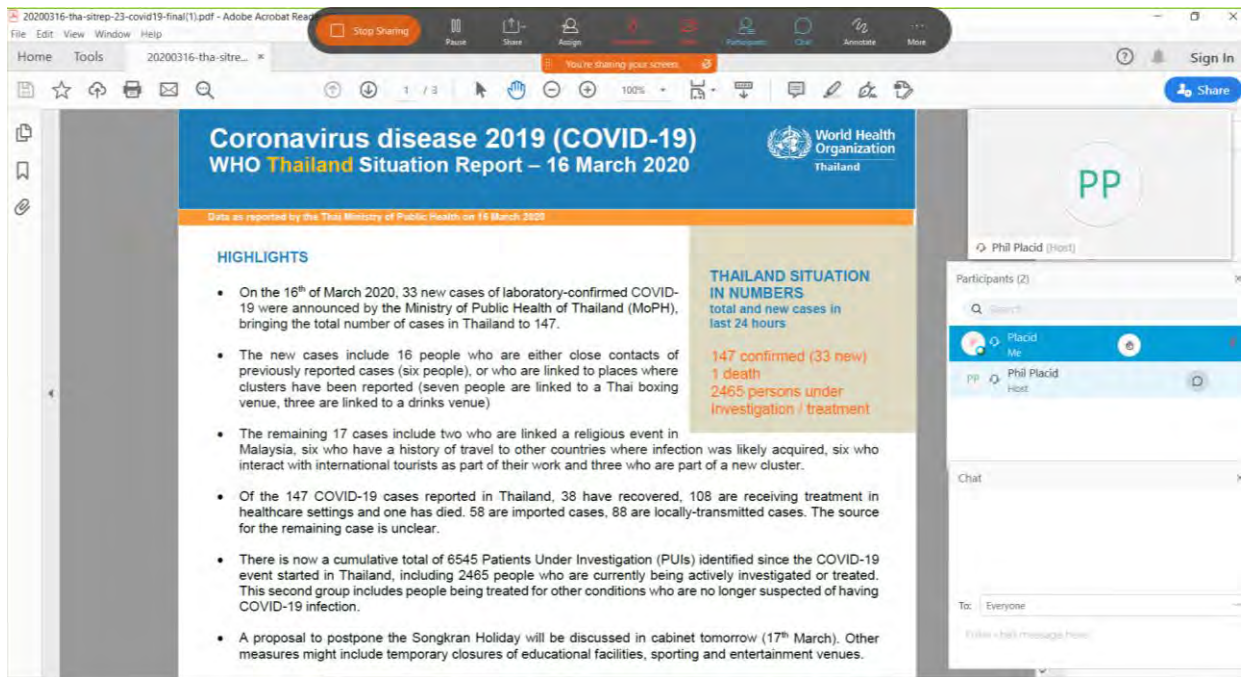 20200316-tha-sitrep-23-covid19-final(1).pdf - Adobe Acrobat Rea
File Edit View Window Help
Stop Sharing
Pause
Share
Assign
Participants
Chat
Annotate
More
You're sharing your screen
Home Tools 20200316-tha-sitre... ×
Sign In
1 / 3
100%
Share
Coronavirus disease 2019 (COVID-19)
WHO Thailand Situation Report – 16 March 2020
World Health
Organization
Thailand
Data as reported by the Thai Ministry of Public Health on 16 March 2020
HIGHLIGHTS
• On the 16th of March 2020, 33 new cases of laboratory-confirmed COVID-
19 were announced by the Ministry of Public Health of Thailand (MoPH),
bringing the total number of cases in Thailand to 147.
• The new cases include 16 people who are either close contacts of
previously reported cases (six people), or who are linked to places where
clusters have been reported (seven people are linked to a Thai boxing
venue, three are linked to a drinks venue)
THAILAND SITUATION
IN NUMBERS
total and new cases in
last 24 hours
147 confirmed (33 new)
1 death
2465 persons under
investigation / treatment
• The remaining 17 cases include two who are linked a religious event in
Malaysia, six who have a history of travel to other countries where infection was likely acquired, six who
interact with international tourists as part of their work and three who are part of a new cluster.
• Of the 147 COVID-19 cases reported in Thailand, 38 have recovered, 108 are receiving treatment in
healthcare settings and one has died. 58 are imported cases, 88 are locally-transmitted cases. The source
for the remaining case is unclear.
• There is now a cumulative total of 6545 Patients Under Investigation (PUIs) identified since the COVID-19
event started in Thailand, including 2465 people who are currently being actively investigated or treated.
This second group includes people being treated for other conditions who are no longer suspected of having
COVID-19 infection.
• A proposal to postpone the Songkran Holiday will be discussed in cabinet tomorrow (17th March). Other
measures might include temporary closures of educational facilities, sporting and entertainment venues.
PP
Phil Placid (Host)
Participants (2)
Search
Placid
Me
PP
Phil Placid
Host
Chat
To: Everyone
Enter chat message here